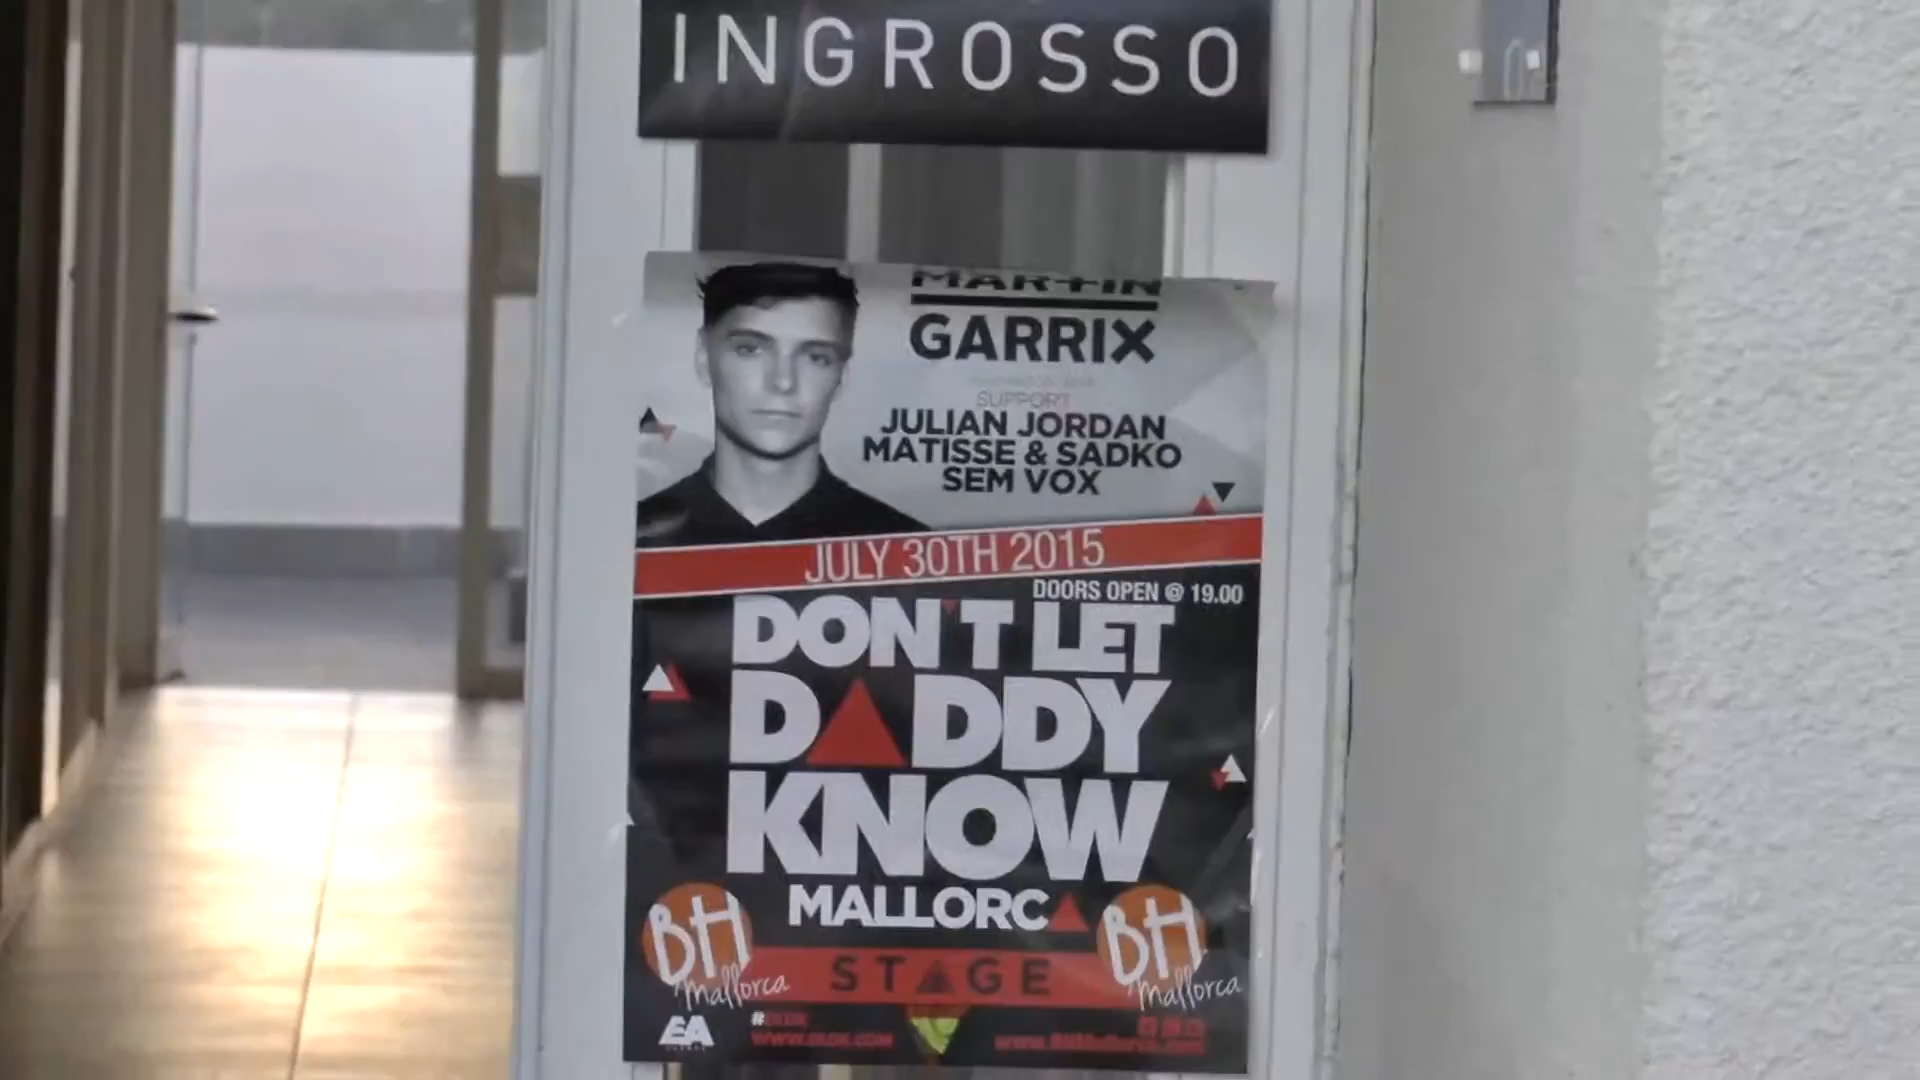 INGROSSO
MARTIN
GARRIX
SUPPORT
JULIAN JORDAN
MATISSE & SADKO
SEM VOX
JULY 30TH 2015
DOORS OPEN @ 19.00
DON'T LET
DADDY
KNOW
MALLORCA
BH Mallorca
STAGE
BH Mallorca
EA